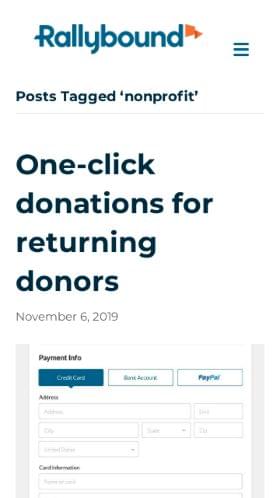 Rallybound
Posts Tagged ‘nonprofit’
One-click
donations for
returning
donors
November 6, 2019
Payment Info
Credit Card Bank Account PayPal
Address
Address Unit
City State Zip
United States
Card Information
Name on card